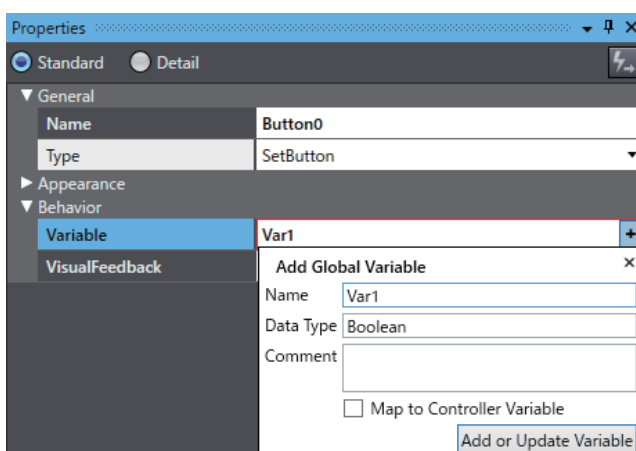 Properties
Standard Detail
General
Name Button0
Type SetButton
Appearance
Behavior
Variable Var1
VisualFeedback
Add Global Variable
Name Var1
Data Type Boolean
Comment
Map to Controller Variable
Add or Update Variable